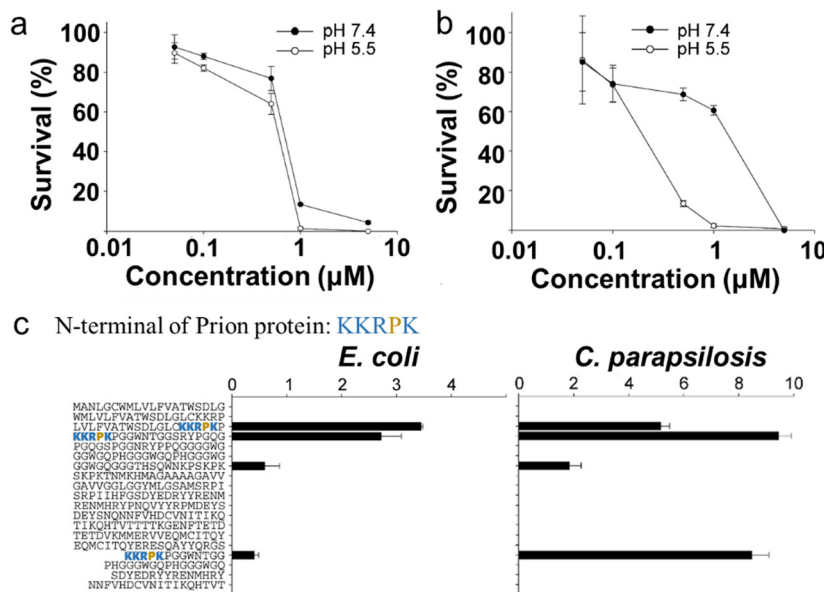 a
100
80
60
40
20
0.01 0.1 1 10
Survival (%)
Concentration (µM)
pH 7.4
pH 5.5
b
100
80
60
40
20
0.01 0.1 1 10
Survival (%)
Concentration (µM)
pH 7.4
pH 5.5
c N-terminal of Prion protein: KKRPK
E. coli
C. parapsilosis
0 1 2 3 4
0 2 4 6 8 10
MANLGCWMLVLFVATWSDLG
WMLVLFVATWSDLGLCKKRP
LVLFVATWSDLGLCKKRPKP
KKRPKPGGWNTGGSRYPGQG
PGQGSPGGNRYPPQGGGGWG
GGWGQPHGGGWGQPHGGGWG
GGWGQGGGTHSQWNKPSKPK
SKPKTNMKHMAGAAAAGAVV
GAVVGGLGGYMLGSAMSRPI
SRPIIHFGSDYEDRYYRENM
RENMHRYPNQVYYRPMDEYS
DEYSNQNNFVHDCVNITIKQ
TIKQHTVTTTTKGENFTETD
TETDVKMMERVVEQMCITQY
EQMCITQYERESQAYYQRGS
KKRPKPGGWNTGG
PHGGGWGQPHGGGWGQ
SDYEDRYYRENMHRY
NNFVHDCVNITIKQHTVT